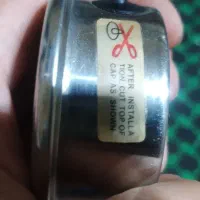 AFTER INSTALLA
TION CUT TOP OF
CAP AS SHOWN